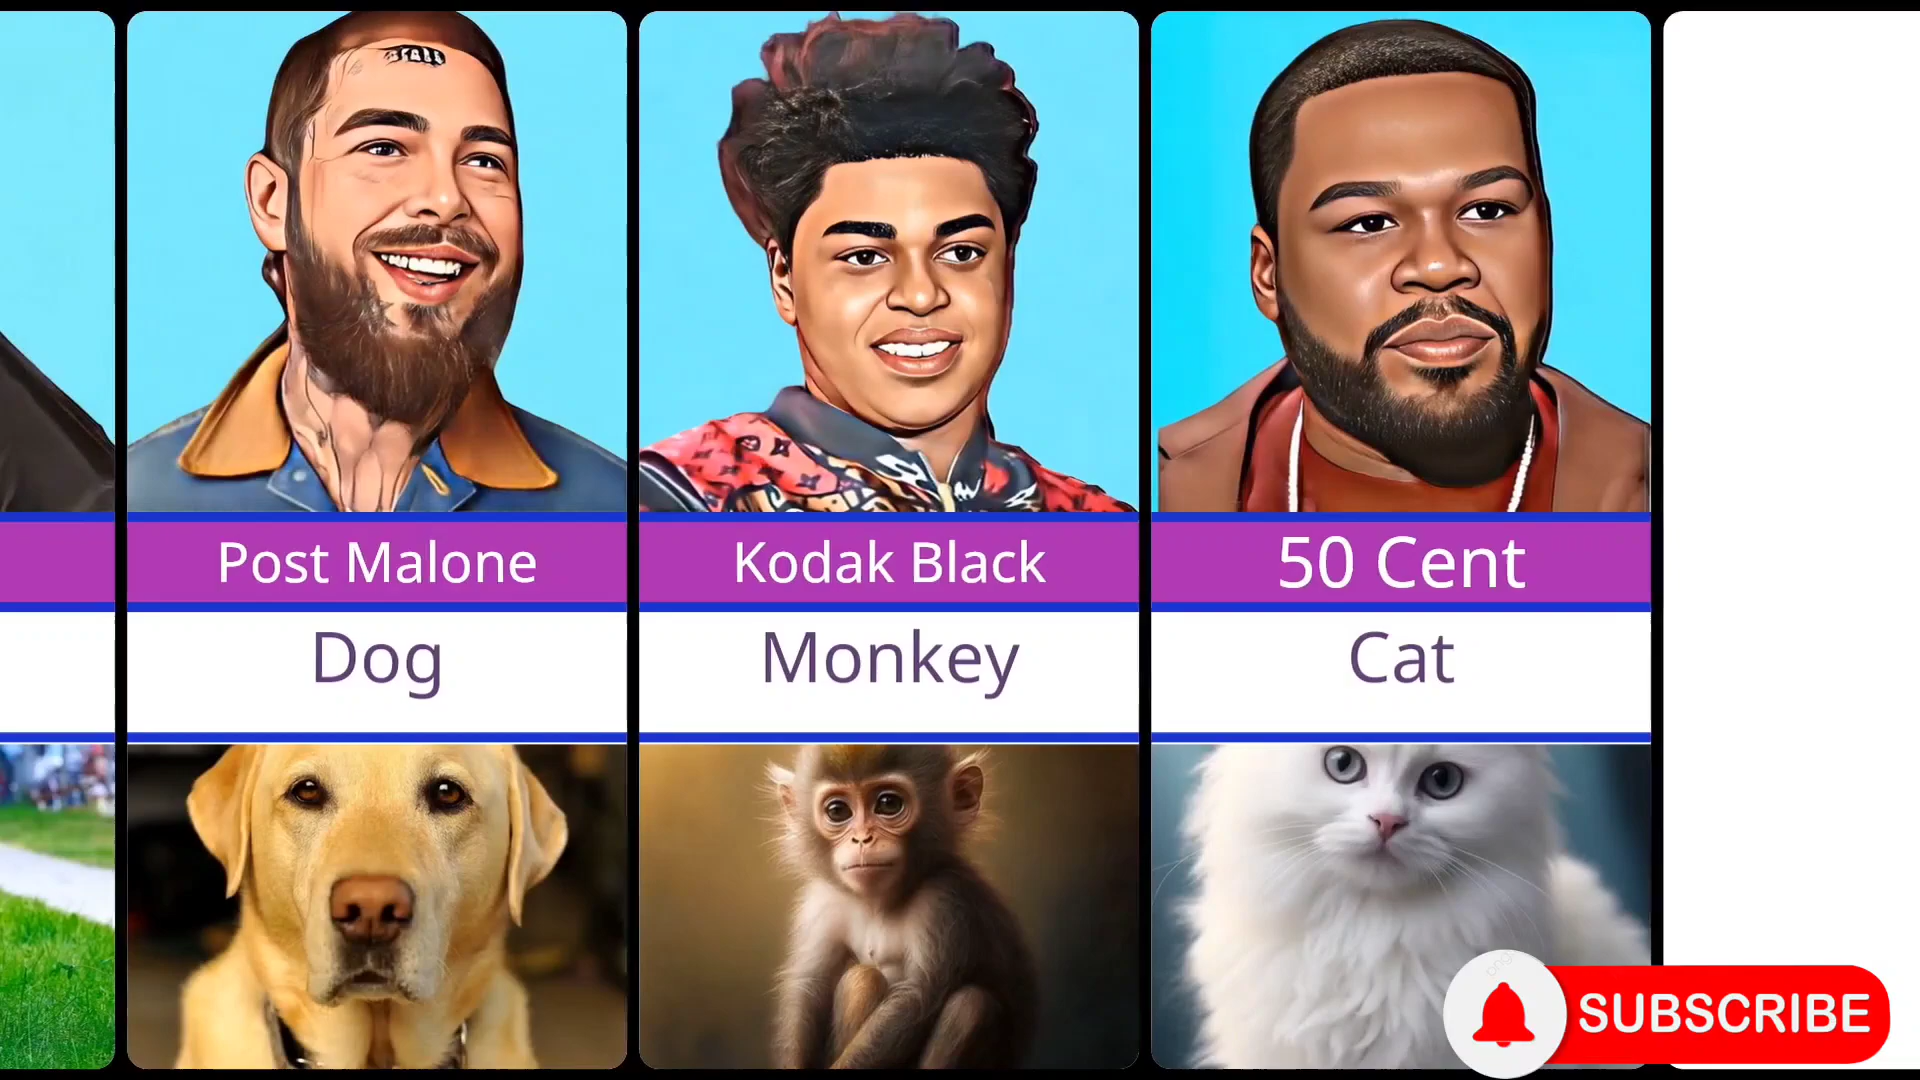 Post Malone
Dog
Kodak Black
Monkey
50 Cent
Cat
SUBSCRIBE